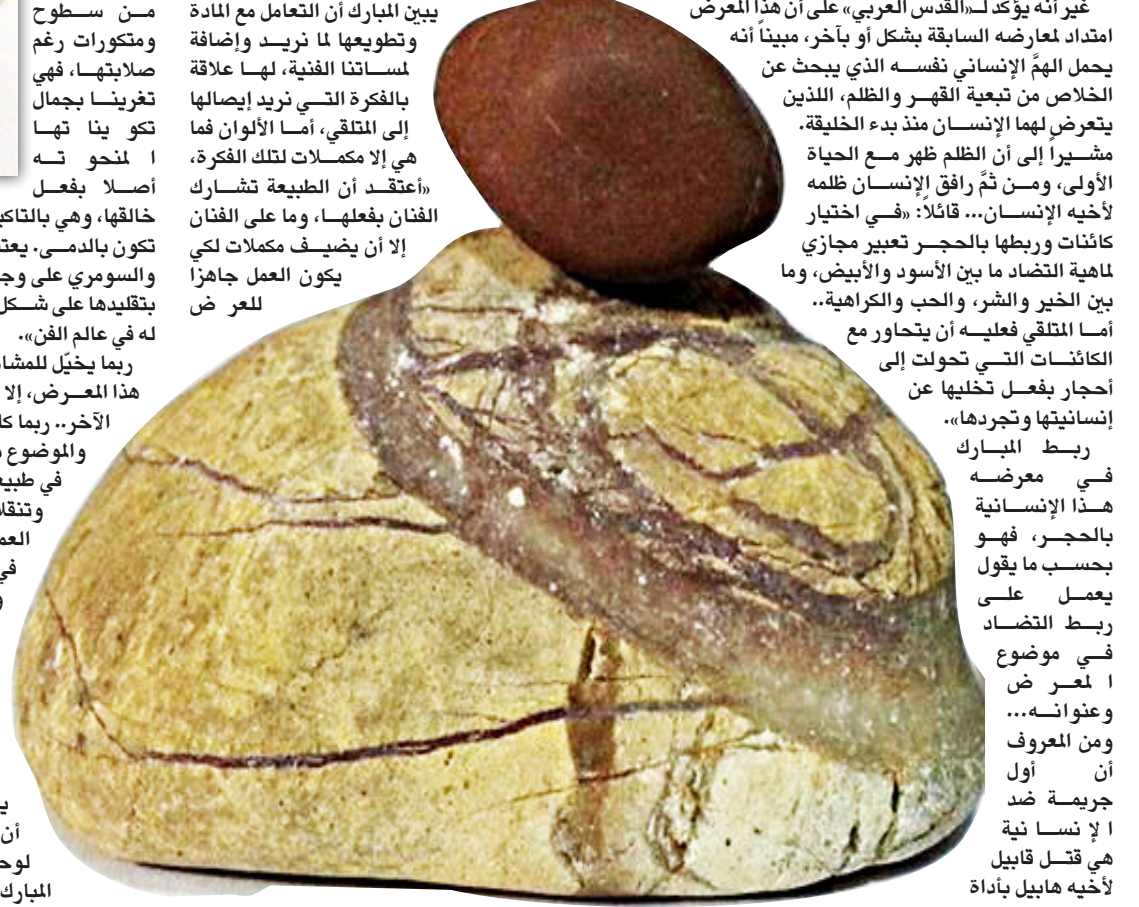 غير أنه يؤكد لـ«القدس العربي» على أن هذا المعرض
امتداد لمعارضه السابقة بشكل أو بآخر، مبيناً أنه
يحمل الهمَّ الإنساني نفسه الذي يبحث عن
الخلاص من تبعية القهر والظلم، اللذين
يتعرض لهما الإنسان منذ بدء الخليقة.
مشيراً إلى أن الظلم ظهر مع الحياة
الأولى، ومن ثمَّ رافق الإنسان ظلمه
لأخيه الإنسان... قائلاً: «في اختيار
كائنات وربطها بالحجر تعبير مجازي
لماهية التضاد ما بين الأسود والأبيض، وما
بين الخير والشر، والحب والكراهية..
أما المتلقي فعليه أن يتحاور مع
الكائنات التي تحولت إلى
أحجار بفعل تخليها عن
إنسانيتها وتجردها».
ربط المبارك
في معرضه
هذا الإنسانية
بالحجر، فهو
بحسب ما يقول
يعمل على
ربط التضاد
في موضوع
المعرض
وعنوانه...
ومن المعروف
أن أول
جريمة ضد
الإنسانية
هي قتل قابيل
لأخيه هابيل بأداة
يبين المبارك أن التعامل مع المادة
وتطويعها لما نريد وإضافة
لمساتنا الفنية، لها علاقة
بالفكرة التي نريد إيصالها
إلى المتلقي، أما الألوان فما
هي إلا مكملات لتلك الفكرة،
«أعتقد أن الطبيعة تشارك
الفنان بفعلها، وما على الفنان
إلا أن يضيف مكملات لكي
يكون العمل جاهزا
للعرض
من سطوح
ومتكورات رغم
صلابتها، فهي
تغرينا بجمال
تكويناتها
المنحوتة
أصلا بفعل
خالقها، وهي
تكون بالدمى.
والسومري على
بتقليدها على شكل
له في عالم الفن».
ربما يخيّل
هذا المعرض، إلا
الآخر.. ربما
والموضوع
في
المبارك